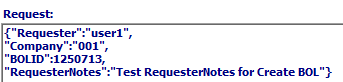 Request:
{"Requester":"user1",
"Company":"001",
"BOLID":1250713,
"RequesterNotes":"Test RequesterNotes for Create BOL"}